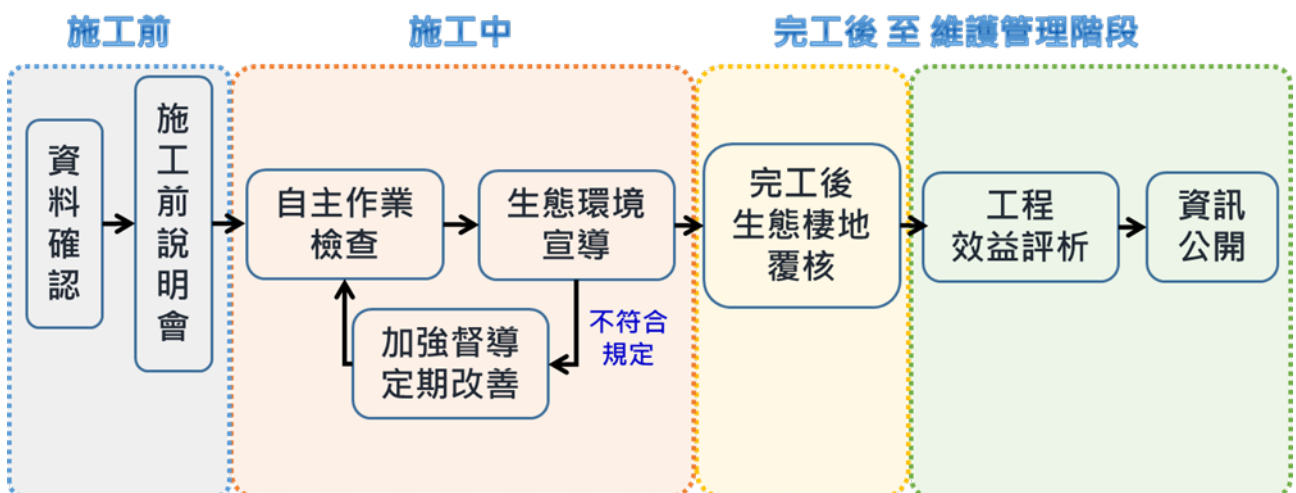 施工前
施工中
完工後 至 維護管理階段
資料確認
施工前說明會
自主作業
檢查
生態環境
宣導
不符合
規定
加強督導
定期改善
完工後
生態棲地
覆核
工程
效益評析
資訊
公開